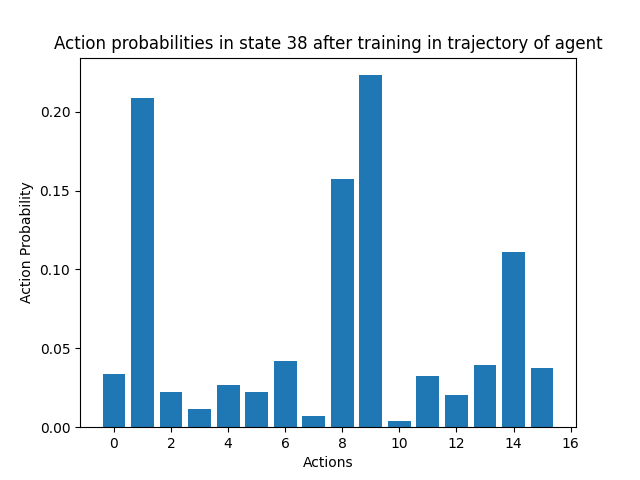 Action probabilities in state 38 after training in trajectory of agent
0.20
0.15
0.10
0.05
0.00
Action Probability
0 2 4 6 8 10 12 14 16
Actions